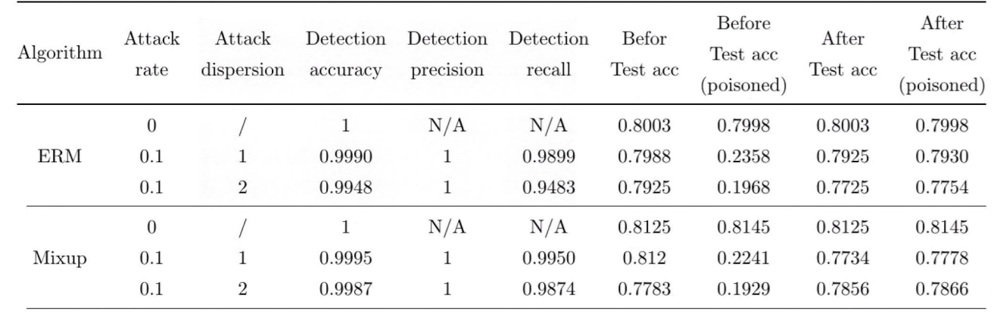 Algorithm Attack rate Attack dispersion Detection accuracy Detection precision Detection recall Befor Test acc Before Test acc (poisoned) After Test acc After Test acc (poisoned)
0 / 1 N/A N/A 0.8003 0.7998 0.8003 0.7998
ERM 0.1 1 0.9990 1 0.9899 0.7988 0.2358 0.7925 0.7930
0.1 2 0.9948 1 0.9483 0.7925 0.1968 0.7725 0.7754
0 / 1 N/A N/A 0.8125 0.8145 0.8125 0.8145
Mixup 0.1 1 0.9995 1 0.9950 0.812 0.2241 0.7734 0.7778
0.1 2 0.9987 1 0.9874 0.7783 0.1929 0.7856 0.7866